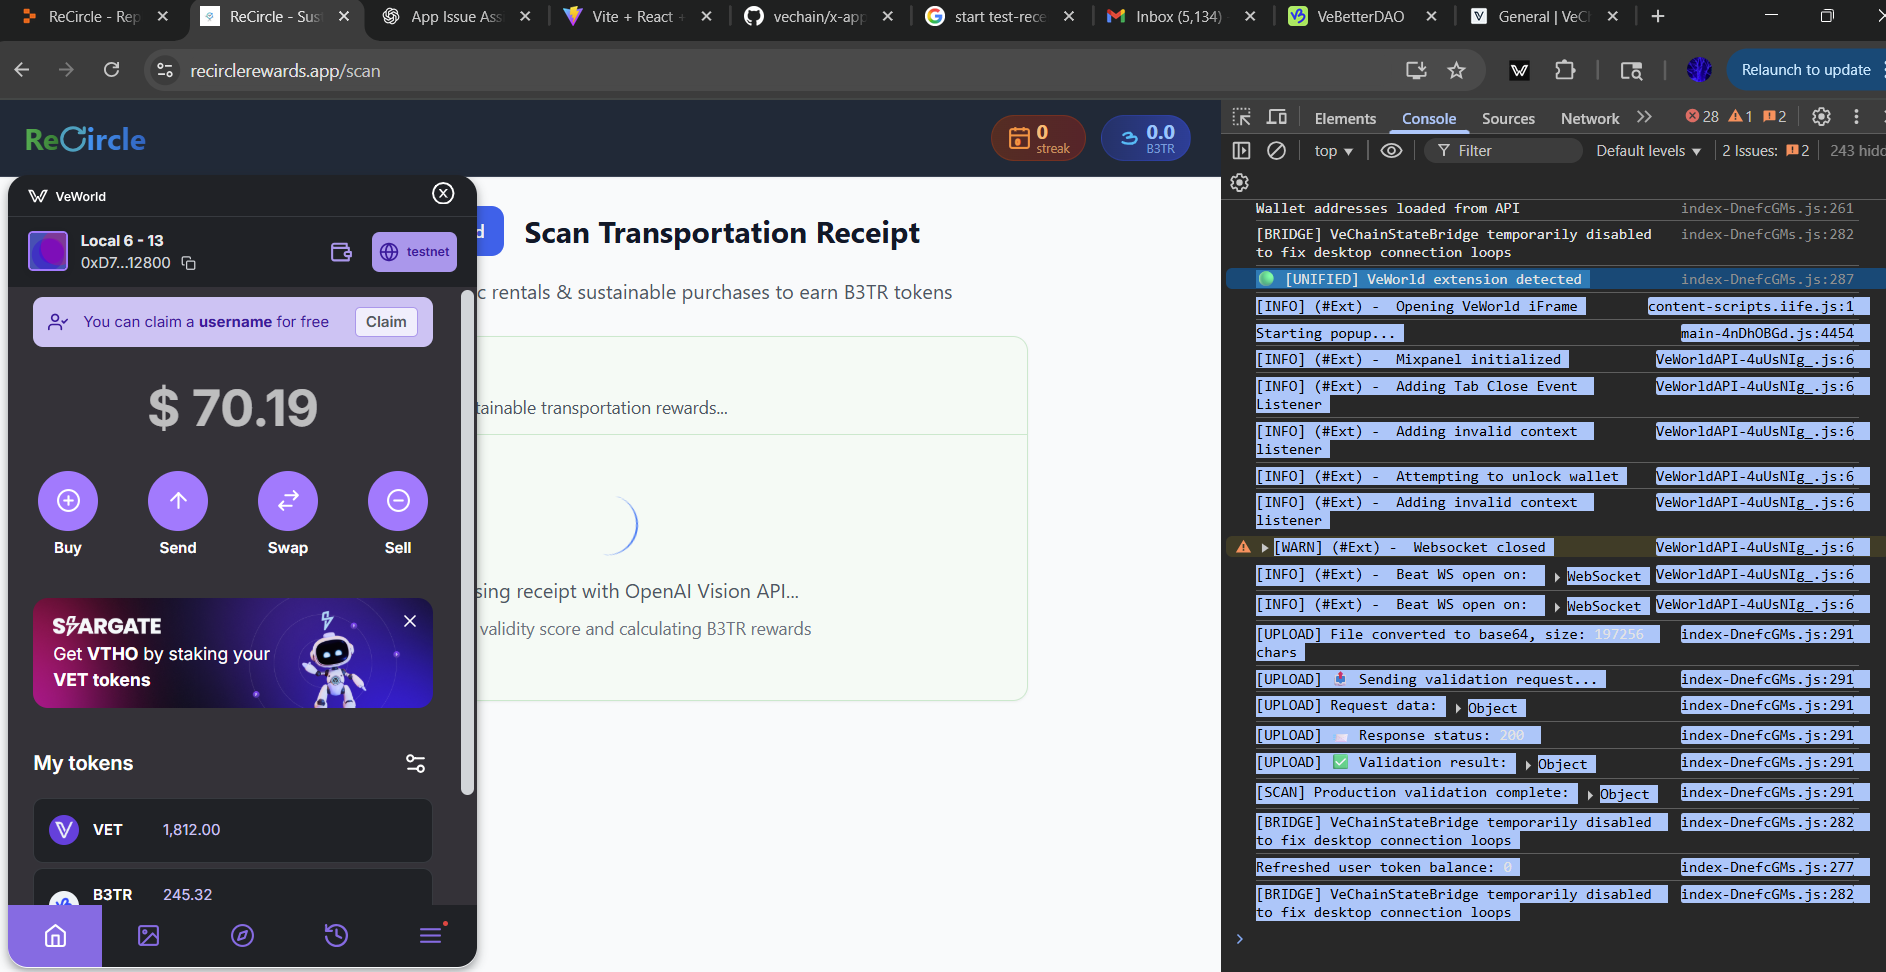 ReCircle - Rep
ReCircle - Sus
App Issue Ass
Vite + React +
vechain/x-app
start test-rece
Inbox (5,134)
VeBetterDAO
General | VeCh
recirclerewards.app/scan
Relaunch to update
ReCircle
0
streak
0.0
B3TR
VeWorld
Local 6 - 13
0xD7...12800
testnet
You can claim a username for free
Claim
$ 70.19
Buy
Send
Swap
Sell
STARGATE
Get VTHO by staking your
VET tokens
My tokens
VET
1,812.00
B3TR
245.32
d
Scan Transportation Receipt
c rentals & sustainable purchases to earn B3TR tokens
tainable transportation rewards...
sing receipt with OpenAI Vision API...
validity score and calculating B3TR rewards
Elements
Console
Sources
Network
28
1
2
top
Filter
Default levels
2 Issues: 2
243 hidd
Wallet addresses loaded from API index-DnefcGMs.js:261
[BRIDGE] VeChainStateBridge temporarily disabled index-DnefcGMs.js:282
to fix desktop connection loops
[UNIFIED] VeWorld extension detected index-DnefcGMs.js:287
[INFO] (#Ext) - Opening VeWorld iFrame content-scripts.iife.js:1
Starting popup... main-4nDhOBGd.js:4454
[INFO] (#Ext) - Mixpanel initialized VeWorldAPI-4uUsNIg_.js:6
[INFO] (#Ext) - Adding Tab Close Event VeWorldAPI-4uUsNIg_.js:6
Listener
[INFO] (#Ext) - Adding invalid context VeWorldAPI-4uUsNIg_.js:6
listener
[INFO] (#Ext) - Attempting to unlock wallet VeWorldAPI-4uUsNIg_.js:6
[INFO] (#Ext) - Adding invalid context VeWorldAPI-4uUsNIg_.js:6
listener
[WARN] (#Ext) - Websocket closed VeWorldAPI-4uUsNIg_.js:6
[INFO] (#Ext) - Beat WS open on: WebSocket VeWorldAPI-4uUsNIg_.js:6
[INFO] (#Ext) - Beat WS open on: WebSocket VeWorldAPI-4uUsNIg_.js:6
[UPLOAD] File converted to base64, size: 197256 index-DnefcGMs.js:291
chars
[UPLOAD] Sending validation request... index-DnefcGMs.js:291
[UPLOAD] Request data: Object index-DnefcGMs.js:291
[UPLOAD] Response status: 200 index-DnefcGMs.js:291
[UPLOAD] Validation result: Object index-DnefcGMs.js:291
[SCAN] Production validation complete: Object index-DnefcGMs.js:291
[BRIDGE] VeChainStateBridge temporarily disabled index-DnefcGMs.js:282
to fix desktop connection loops
Refreshed user token balance: 0 index-DnefcGMs.js:277
[BRIDGE] VeChainStateBridge temporarily disabled index-DnefcGMs.js:282
to fix desktop connection loops